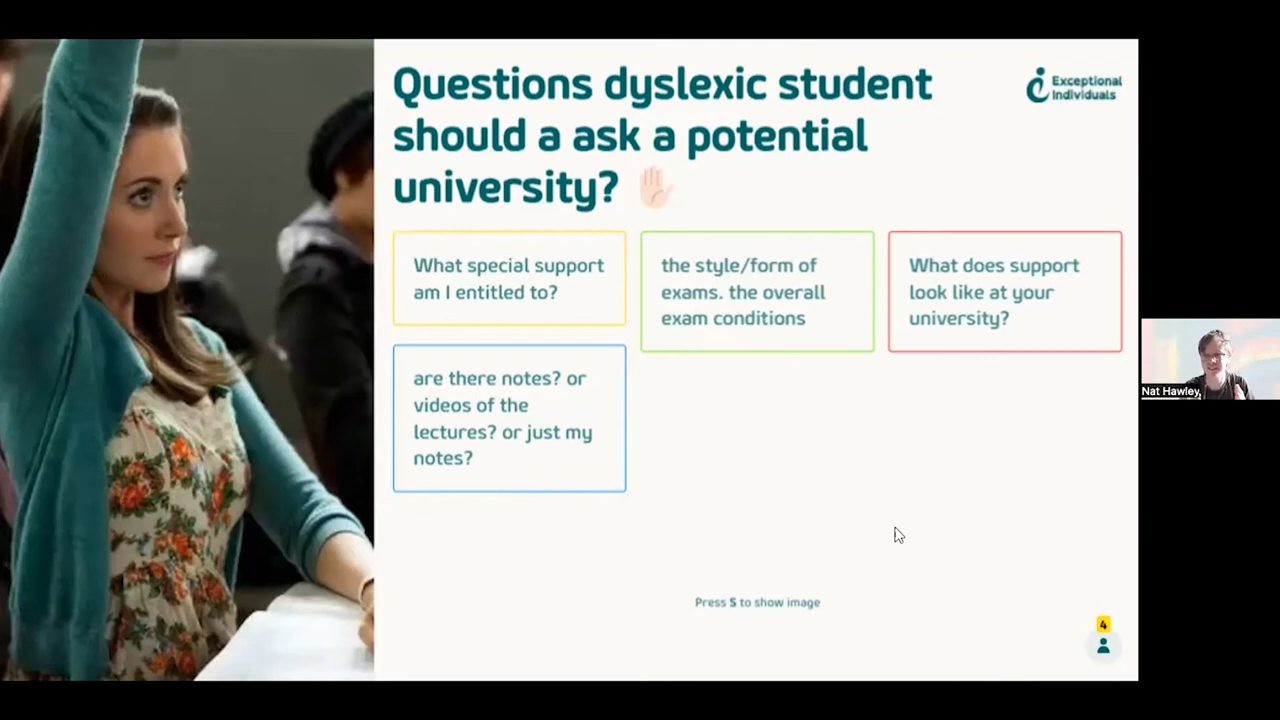 Questions dyslexic student
should a ask a potential
university?
Exceptional
Individuals
What special support
am I entitled to?
the style/form of
exams. the overall
exam conditions
What does support
look like at your
university?
are there notes? or
videos of the
lectures? or just my
notes?
Press S to show image
4
Nat Hawley,